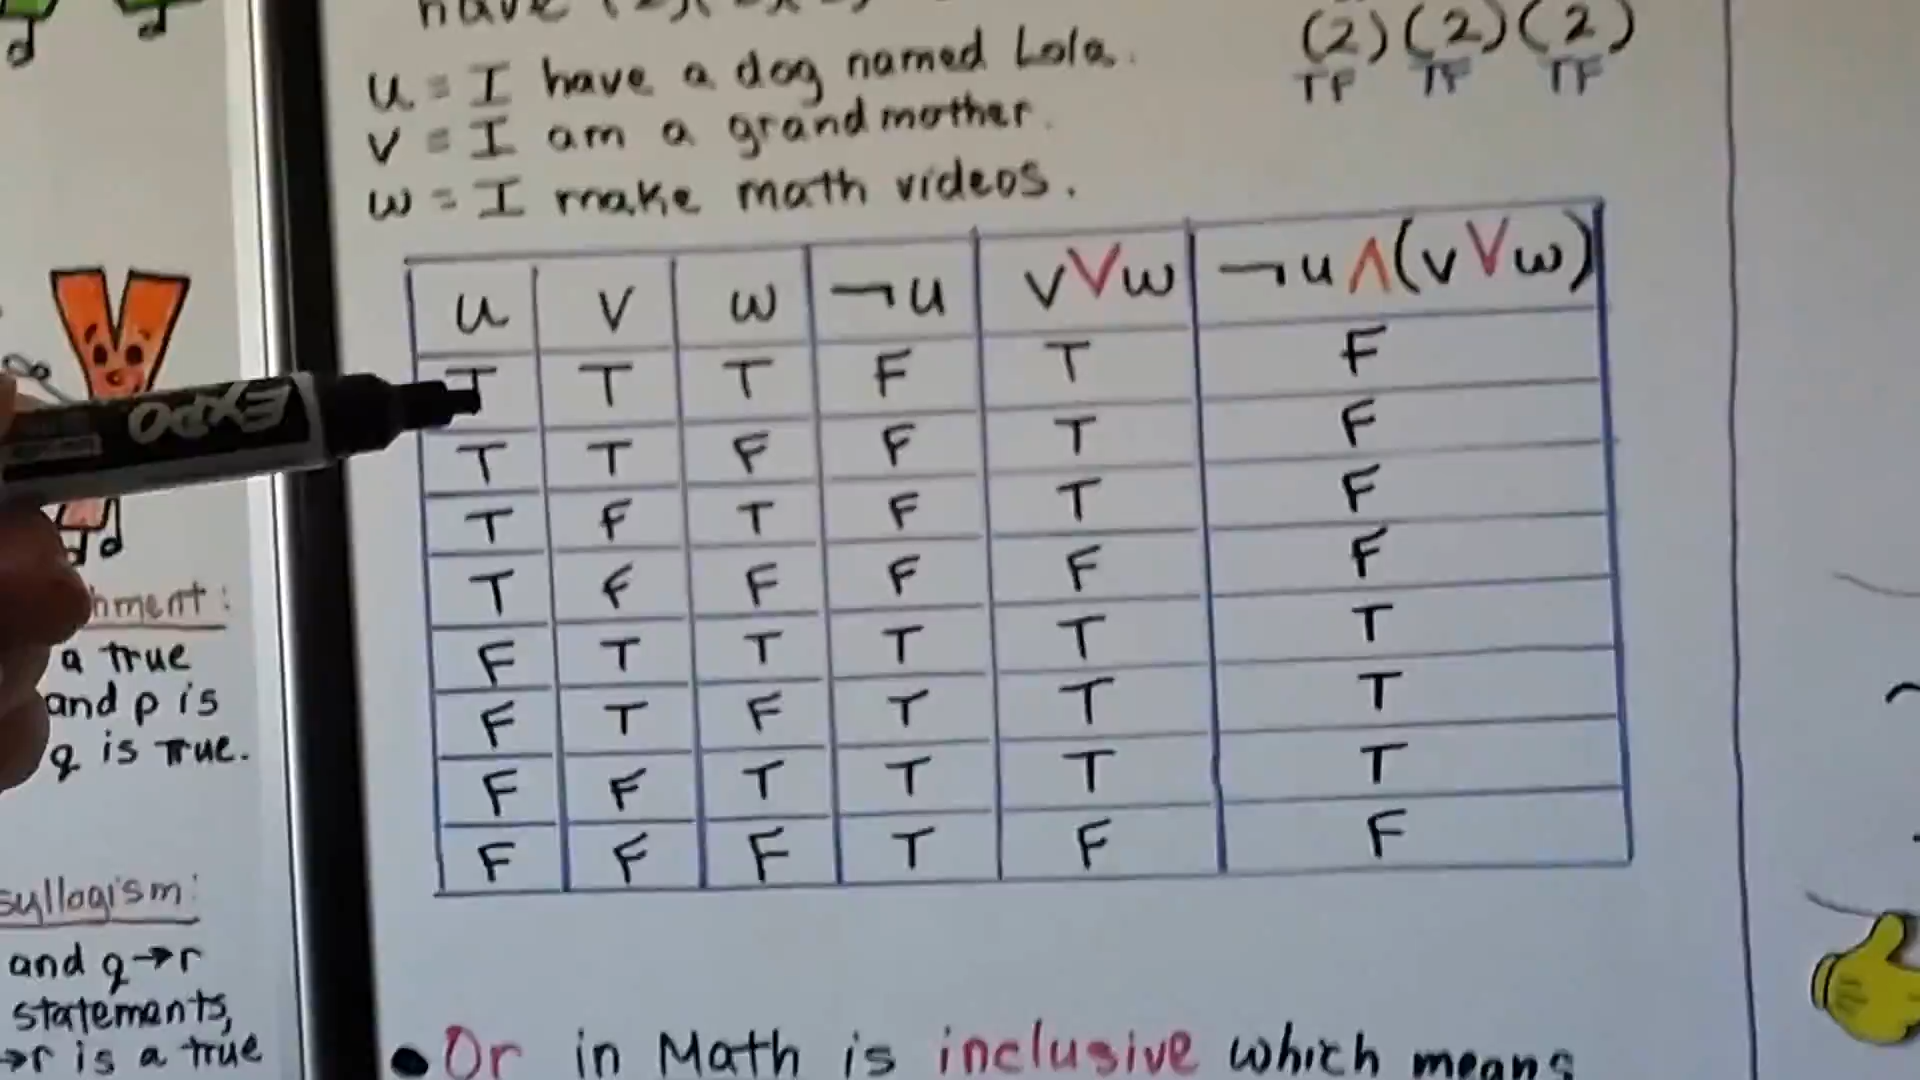 have
(2)(2)(2)
TF TF TF
u = I have a dog named Lola.
v = I am a grandmother.
w = I make math videos.
u v w ¬u v∨w ¬u∧(v∨w)
T T T F T F
T T F F T F
T F T F T F
T F F F F F
F T T T T T
F T F T T T
F F T T T T
F F F T F F
• Or in Math is inclusive which means
EXPO
a true
and p is
q is true.
syllogism:
and q→r
statements,
→r is a true